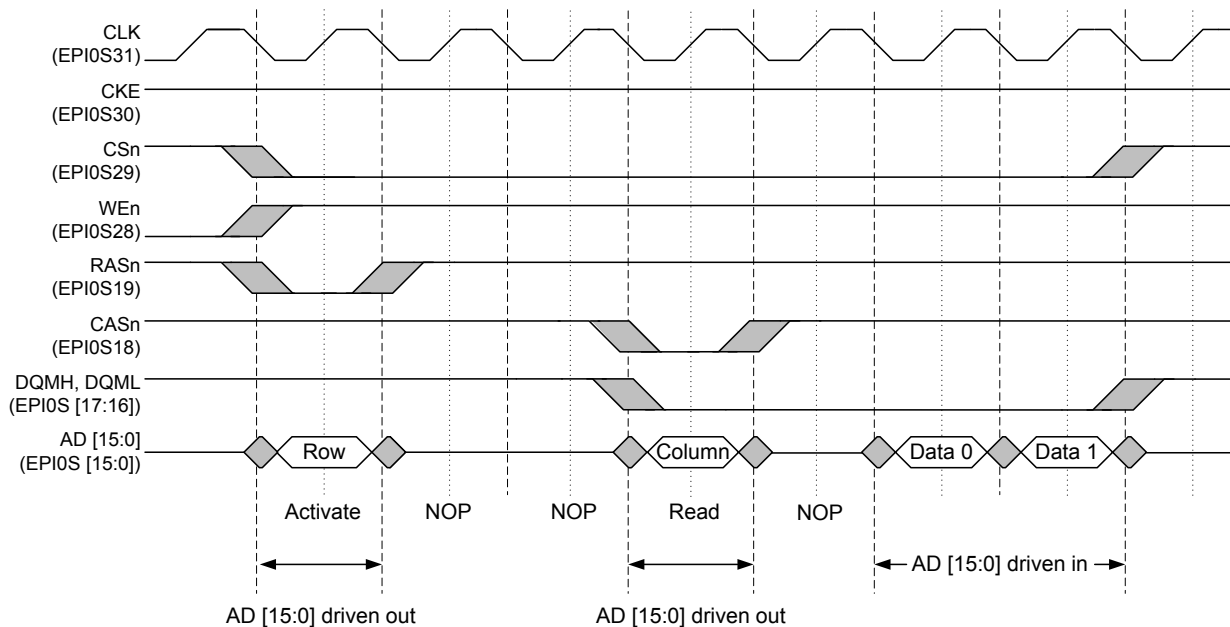 CLK
(EPI0S31)
CKE
(EPI0S30)
CSn
(EPI0S29)
WEn
(EPI0S28)
RASn
(EPI0S19)
CASn
(EPI0S18)
DQMH, DQML
(EPI0S [17:16])
AD [15:0]
(EPI0S [15:0])
Row
Column
Data 0
Data 1
Activate
NOP
NOP
Read
NOP
AD [15:0] driven in
AD [15:0] driven out
AD [15:0] driven out